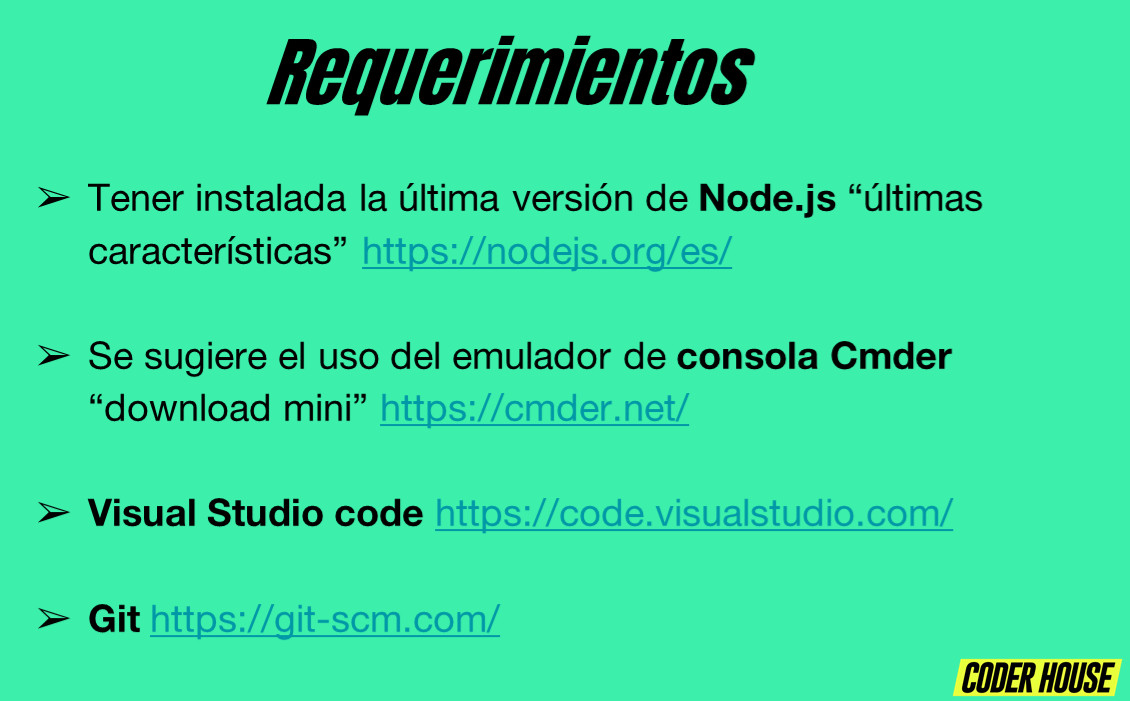 Requerimientos
➢ Tener instalada la última versión de Node.js “últimas
características” https://nodejs.org/es/
➢ Se sugiere el uso del emulador de consola Cmder
“download mini” https://cmder.net/
➢ Visual Studio code https://code.visualstudio.com/
➢ Git https://git-scm.com/
CODER HOUSE